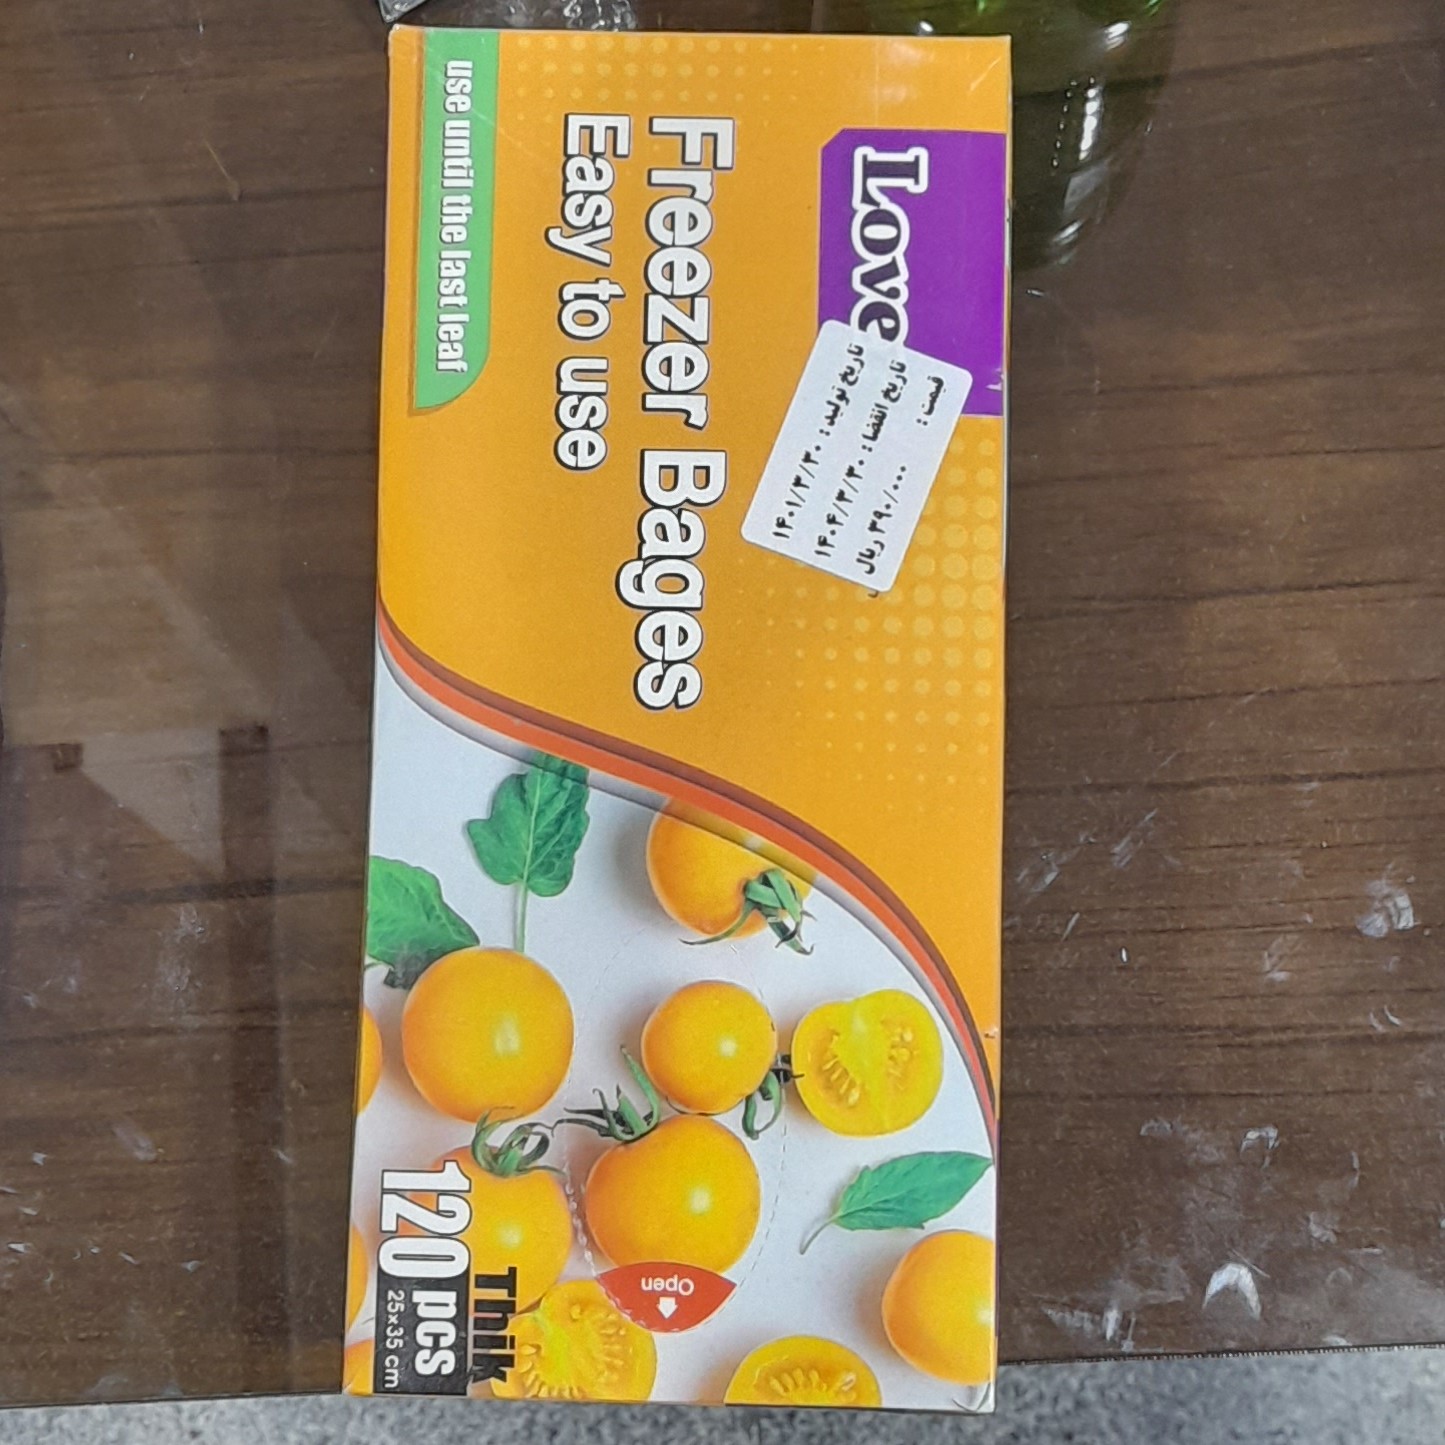 Love
تاریخ تولید : ۱۴۰۱/۳/۳۰
تاریخ انقضا : ۱۴۰۴/۳/۳۰
قیمت : ۳۹۰/۰۰۰ ریال
Freezer Bages
Easy to use
use until the last leaf
Open
Thik
120 pcs
25×35 cm